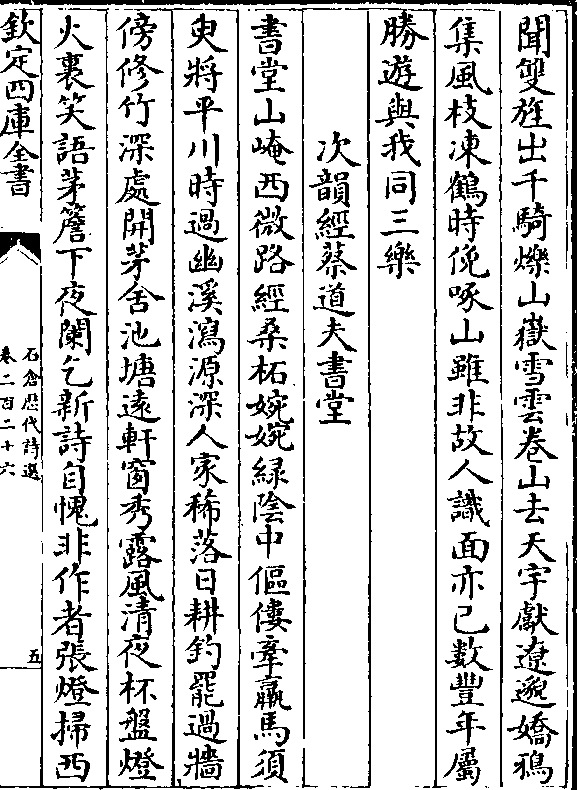 聞雙旌出千騎爍山嶽雪雲卷山去天宇獻遼邈嬌鴉
集風枝凍鶴時俛啄山雖非故人識面亦已數豐年屬
勝遊與我同三樂
次韻經蔡道夫書堂
書堂山崦西微路經桑柘婉婉緑陰中傴僂牽羸馬須
臾將平川時過幽溪瀉源深人家稀落日耕釣罷過牆
傍修竹深處開茅舍池塘遶軒窗秀露風清夜杯盤燈
火裏笑語茅簷下夜闌乞新詩自愧非作者張燈掃西
欽定四庫全書
石倉歷代詩選
卷二百二十六
五